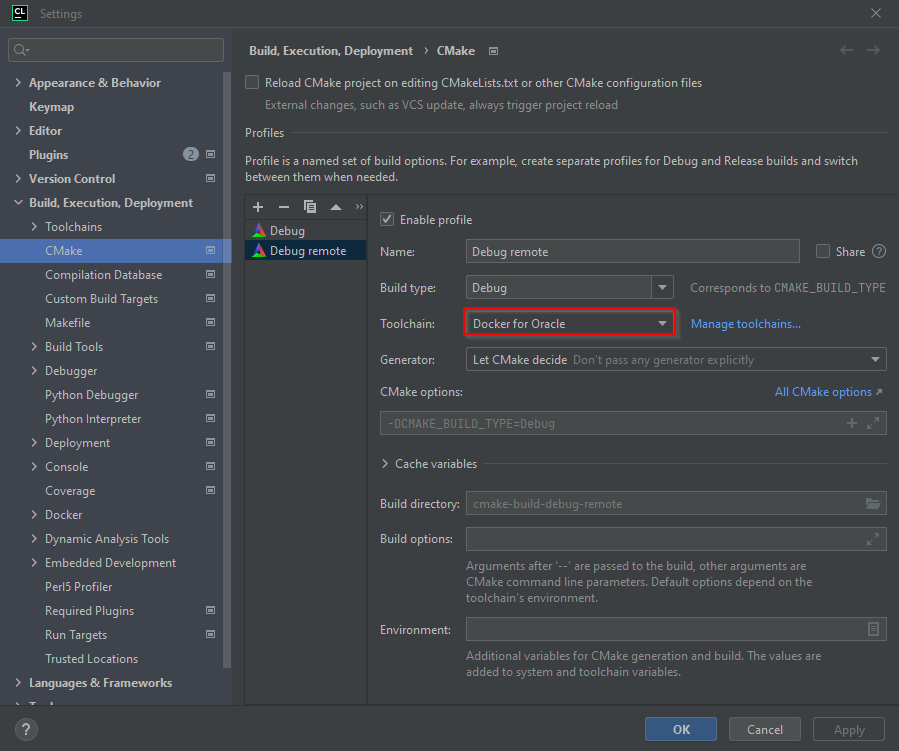 CL Settings
Build, Execution, Deployment › CMake
Reload CMake project on editing CMakeLists.txt or other CMake configuration files
External changes, such as VCS update, always trigger project reload
Profiles
Profile is a named set of build options. For example, create separate profiles for Debug and Release builds and switch
between them when needed.
Appearance & Behavior
Keymap
Editor
Plugins 2
Version Control
Build, Execution, Deployment
Toolchains
CMake
Compilation Database
Custom Build Targets
Makefile
Build Tools
Debugger
Python Debugger
Python Interpreter
Deployment
Console
Coverage
Docker
Dynamic Analysis Tools
Embedded Development
Perl5 Profiler
Required Plugins
Run Targets
Trusted Locations
Languages & Frameworks
Debug
Debug remote
Enable profile
Name: Debug remote Share ?
Build type: Debug Corresponds to CMAKE_BUILD_TYPE
Toolchain: Docker for Oracle Manage toolchains...
Generator: Let CMake decide Don't pass any generator explicitly
CMake options: All CMake options ↗
-DCMAKE_BUILD_TYPE=Debug
Cache variables
Build directory: cmake-build-debug-remote
Build options:
Arguments after '--' are passed to the build, other arguments are
CMake command line parameters. Default options depend on the
toolchain's environment.
Environment:
Additional variables for CMake generation and build. The values are
added to system and toolchain variables.
? OK Cancel Apply